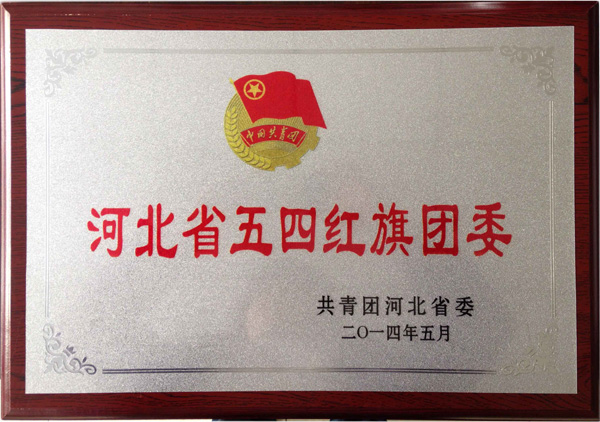 中国共青团
河北省五四红旗团委
共青团河北省委
二〇一四年五月